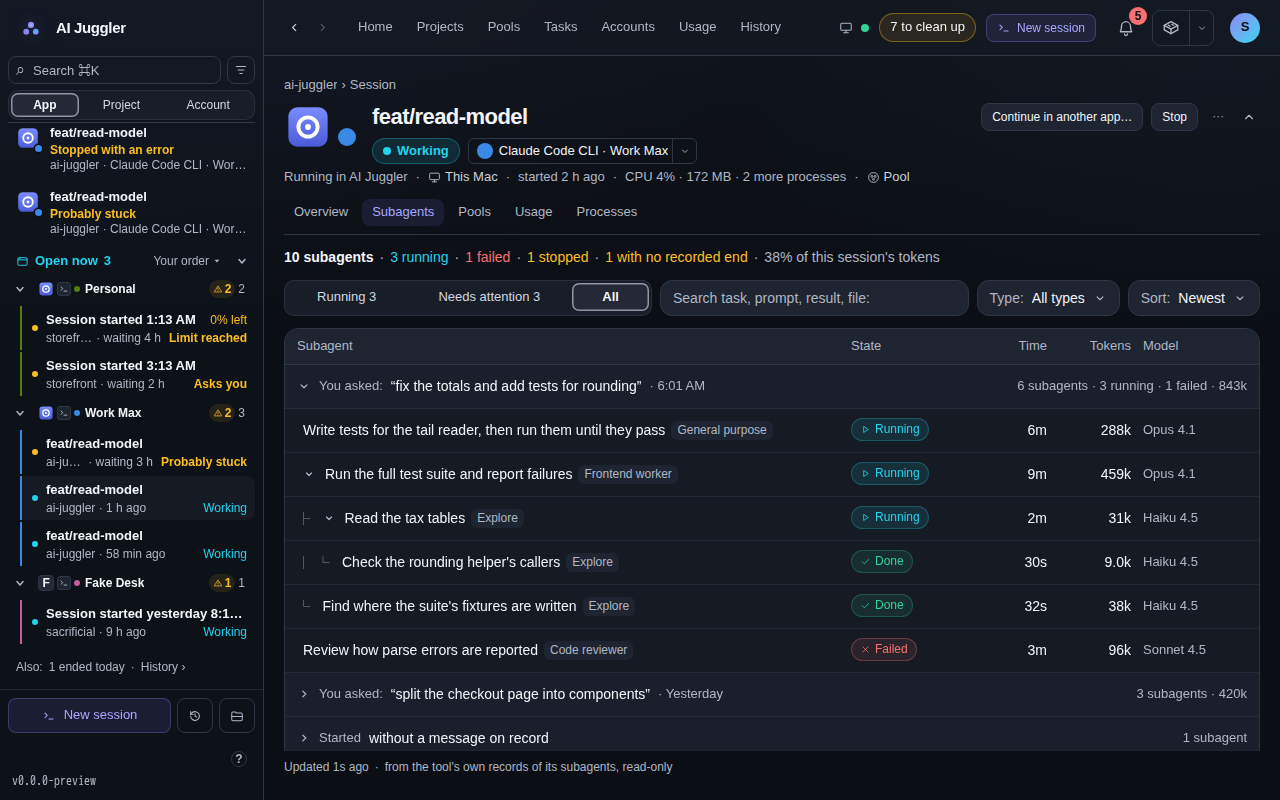 AI Juggler
Search ⌘K
App Project Account
feat/read-model
Stopped with an error
ai-juggler · Claude Code CLI · Wor…
feat/read-model
Probably stuck
ai-juggler · Claude Code CLI · Wor…
Open now 3 Your order
Personal 2 2
Session started 1:13 AM 0% left
storefr… · waiting 4 h Limit reached
Session started 3:13 AM
storefront · waiting 2 h Asks you
Work Max 2 3
feat/read-model
ai-ju… · waiting 3 h Probably stuck
feat/read-model
ai-juggler · 1 h ago Working
feat/read-model
ai-juggler · 58 min ago Working
F Fake Desk 1 1
Session started yesterday 8:1…
sacrificial · 9 h ago Working
Also: 1 ended today · History ›
New session
?
v0.0.0-preview
Home Projects Pools Tasks Accounts Usage History
7 to clean up
New session
5
S
ai-juggler › Session
feat/read-model
Continue in another app… Stop ···
Working Claude Code CLI · Work Max
Running in AI Juggler · This Mac · started 2 h ago · CPU 4% · 172 MB · 2 more processes · Pool
Overview Subagents Pools Usage Processes
10 subagents · 3 running · 1 failed · 1 stopped · 1 with no recorded end · 38% of this session's tokens
Running 3 Needs attention 3 All
Search task, prompt, result, file:
Type: All types
Sort: Newest
Subagent State Time Tokens Model
You asked: “fix the totals and add tests for rounding” · 6:01 AM 6 subagents · 3 running · 1 failed · 843k
Write tests for the tail reader, then run them until they pass General purpose Running 6m 288k Opus 4.1
Run the full test suite and report failures Frontend worker Running 9m 459k Opus 4.1
Read the tax tables Explore Running 2m 31k Haiku 4.5
Check the rounding helper's callers Explore Done 30s 9.0k Haiku 4.5
Find where the suite's fixtures are written Explore Done 32s 38k Haiku 4.5
Review how parse errors are reported Code reviewer Failed 3m 96k Sonnet 4.5
You asked: “split the checkout page into components” · Yesterday 3 subagents · 420k
Started without a message on record 1 subagent
Updated 1s ago · from the tool's own records of its subagents, read-only